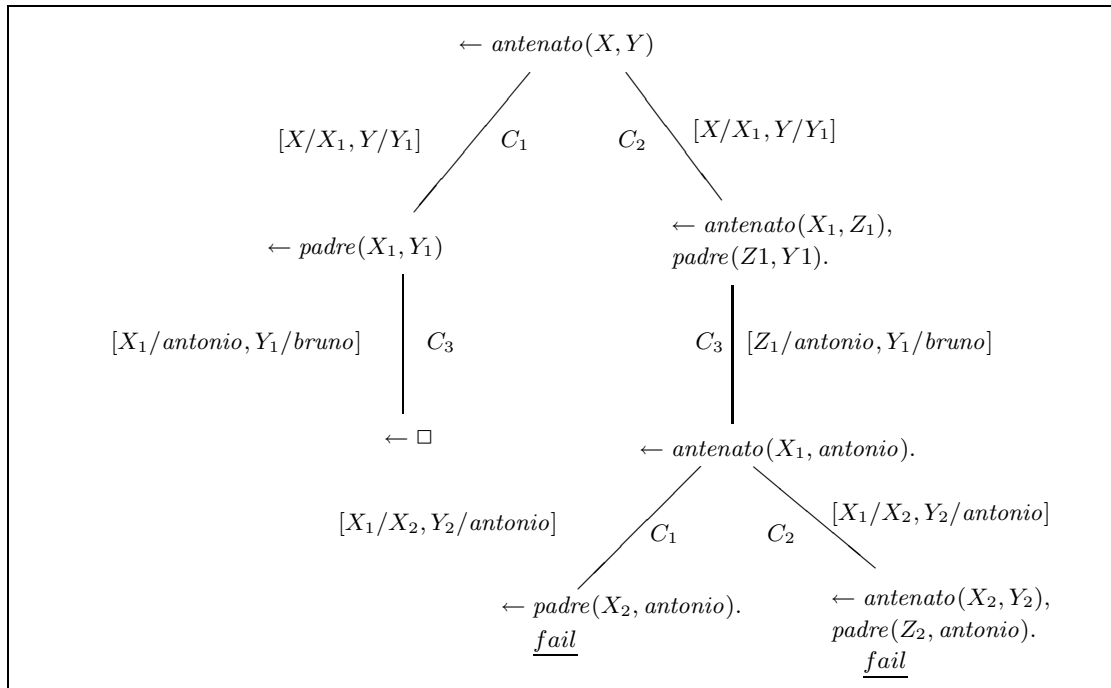 ← antenato(X, Y)
[X/X₁, Y/Y₁] C₁ C₂ [X/X₁, Y/Y₁]
← padre(X₁, Y₁)
← antenato(X₁, Z₁),
padre(Z1, Y1).
[X₁/antonio, Y₁/bruno] C₃ C₃ [Z₁/antonio, Y₁/bruno]
← □
← antenato(X₁, antonio).
[X₁/X₂, Y₂/antonio] C₁ C₂ [X₁/X₂, Y₂/antonio]
← padre(X₂, antonio).
fail
← antenato(X₂, Y₂),
padre(Z₂, antonio).
fail